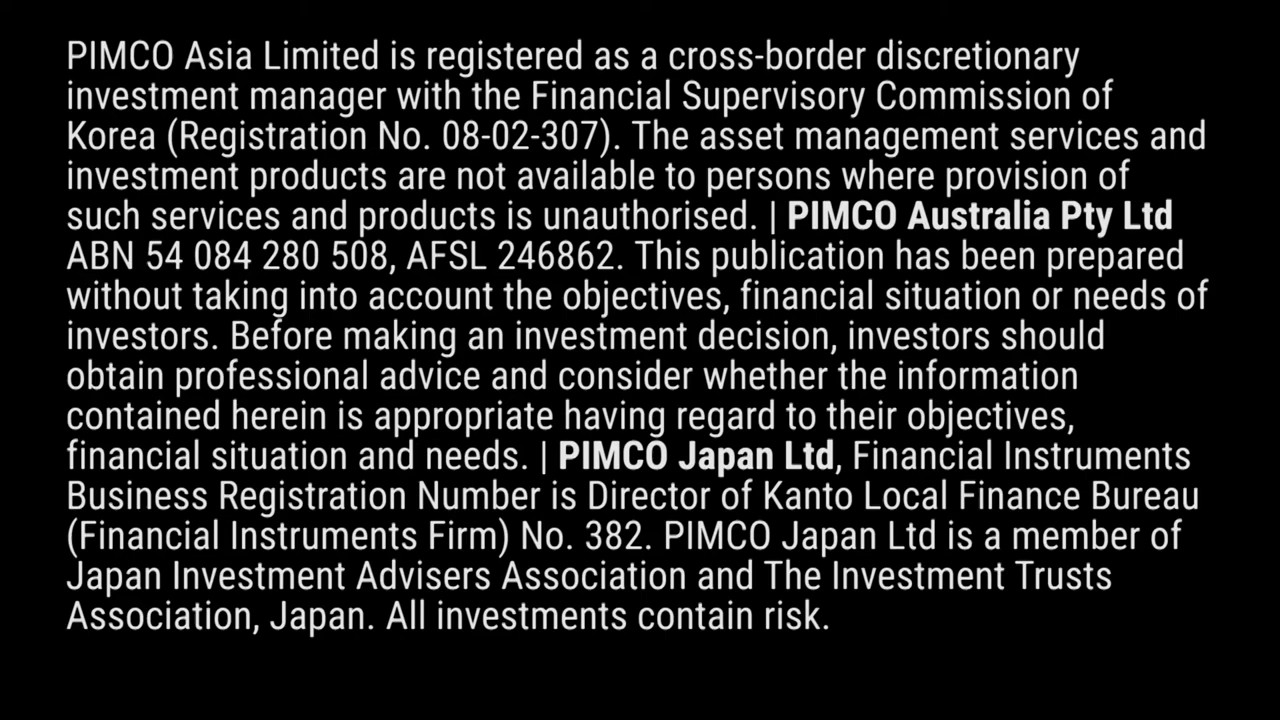 PIMCO Asia Limited is registered as a cross-border discretionary
investment manager with the Financial Supervisory Commission of
Korea (Registration No. 08-02-307). The asset management services and
investment products are not available to persons where provision of
such services and products is unauthorised. | PIMCO Australia Pty Ltd
ABN 54 084 280 508, AFSL 246862. This publication has been prepared
without taking into account the objectives, financial situation or needs of
investors. Before making an investment decision, investors should
obtain professional advice and consider whether the information
contained herein is appropriate having regard to their objectives,
financial situation and needs. | PIMCO Japan Ltd, Financial Instruments
Business Registration Number is Director of Kanto Local Finance Bureau
(Financial Instruments Firm) No. 382. PIMCO Japan Ltd is a member of
Japan Investment Advisers Association and The Investment Trusts
Association, Japan. All investments contain risk.